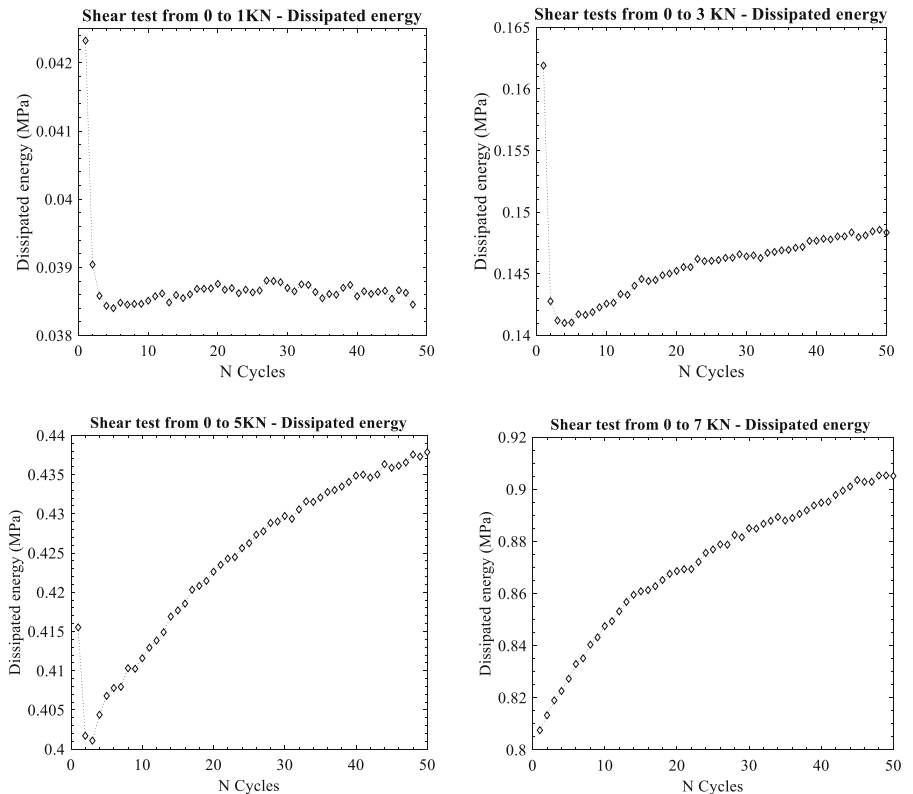 Shear test from 0 to 1KN - Dissipated energy
Dissipated energy (MPa)
0.042
0.041
0.04
0.039
0.038
0 10 20 30 40 50
N Cycles
Shear tests from 0 to 3 KN - Dissipated energy
Dissipated energy (MPa)
0.165
0.16
0.155
0.15
0.145
0.14
0 10 20 30 40 50
N Cycles
Shear test from 0 to 5KN - Dissipated energy
Dissipated energy (MPa)
0.44
0.435
0.43
0.425
0.42
0.415
0.41
0.405
0.4
0 10 20 30 40 50
N Cycles
Shear test from 0 to 7 KN - Dissipated energy
Dissipated energy (MPa)
0.92
0.9
0.88
0.86
0.84
0.82
0.8
0 10 20 30 40 50
N Cycles